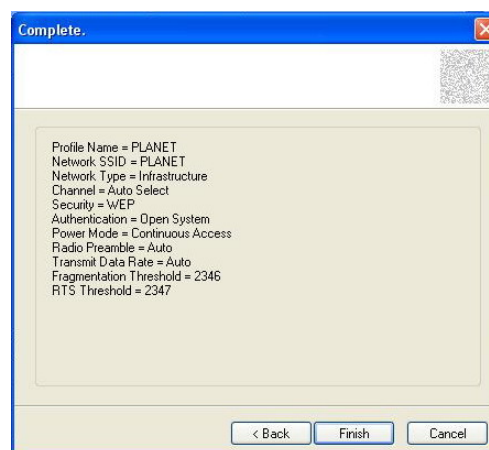 Complete.
Profile Name = PLANET
Network SSID = PLANET
Network Type = Infrastructure
Channel = Auto Select
Security = WEP
Authentication = Open System
Power Mode = Continuous Access
Radio Preamble = Auto
Transmit Data Rate = Auto
Fragmentation Threshold = 2346
RTS Threshold = 2347
< Back Finish Cancel